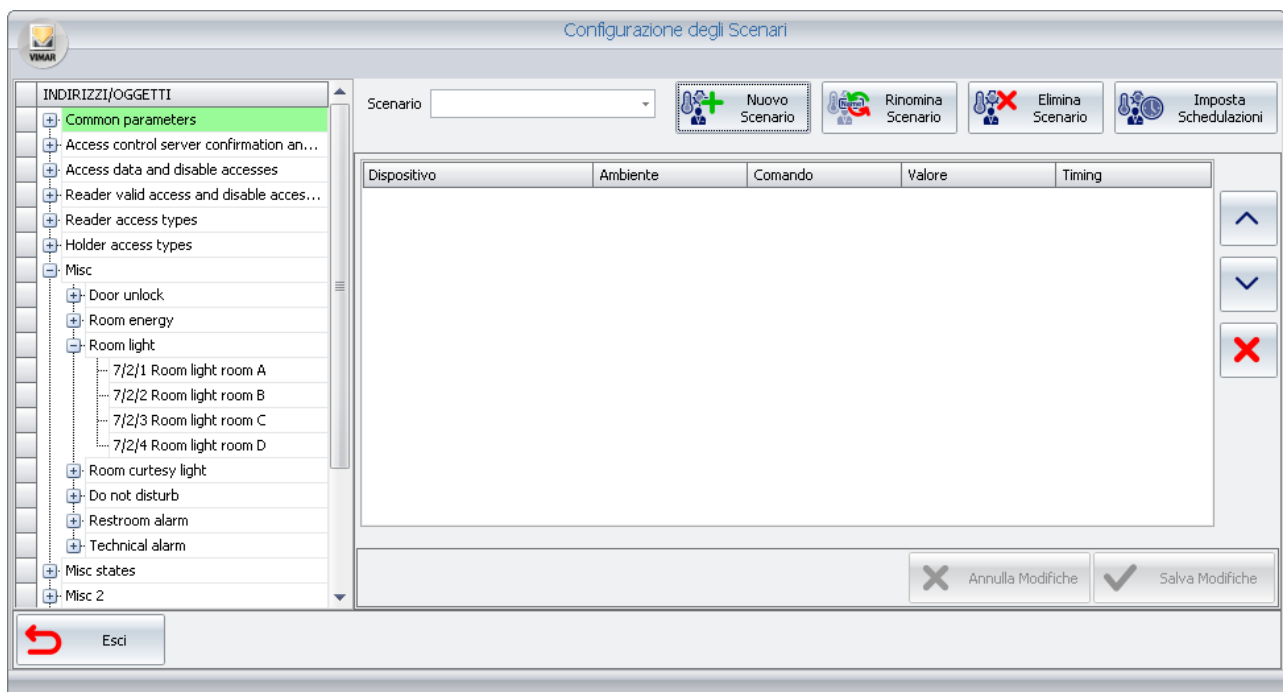 Configurazione degli Scenari
VIMAR
INDIRIZZI/OGGETTI
Common parameters
Access control server confirmation an...
Access data and disable accesses
Reader valid access and disable acces...
Reader access types
Holder access types
Misc
Door unlock
Room energy
Room light
7/2/1 Room light room A
7/2/2 Room light room B
7/2/3 Room light room C
7/2/4 Room light room D
Room curtesy light
Do not disturb
Restroom alarm
Technical alarm
Misc states
Misc 2
Scenario
Nuovo
Scenario
Rinomina
Scenario
Elimina
Scenario
Imposta
Schedulazioni
Dispositivo Ambiente Comando Valore Timing
Annulla Modifiche Salva Modifiche
Esci